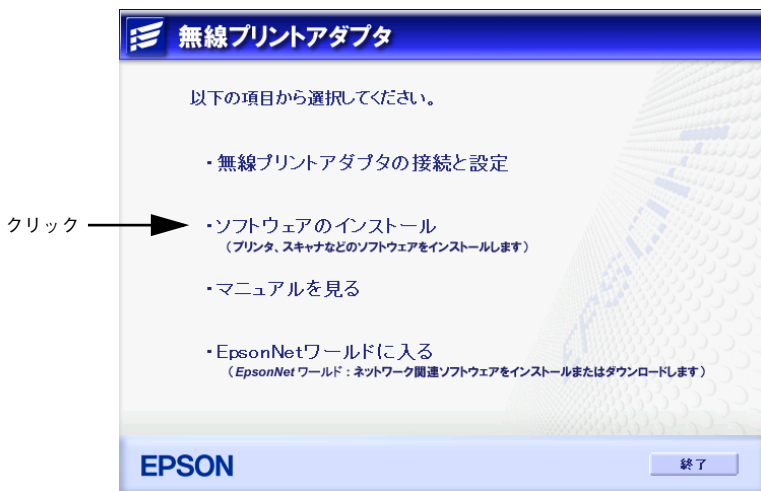 無線プリントアダプタ
以下の項目から選択してください。
・無線プリントアダプタの接続と設定
クリック
・ソフトウェアのインストール
（プリンタ、スキャナなどのソフトウェアをインストールします）
・マニュアルを見る
・EpsonNetワールドに入る
（EpsonNet ワールド：ネットワーク関連ソフトウェアをインストールまたはダウンロードします）
EPSON
EPSON
終了